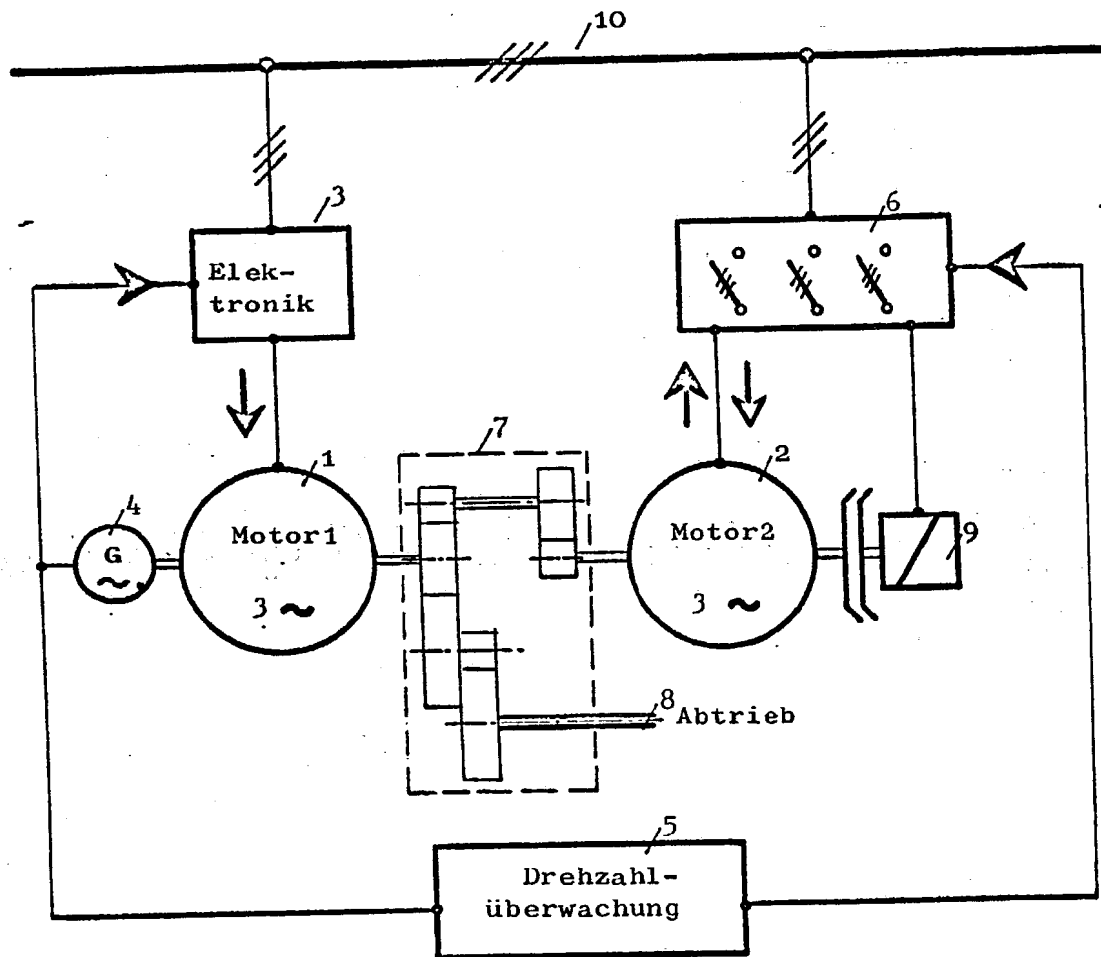 10
3
Elek-
tronik
6
7
1
Motor1
3 ~
2
Motor2
3 ~
4
G
~
9
8
Abtrieb
5
Drehzahl-
überwachung